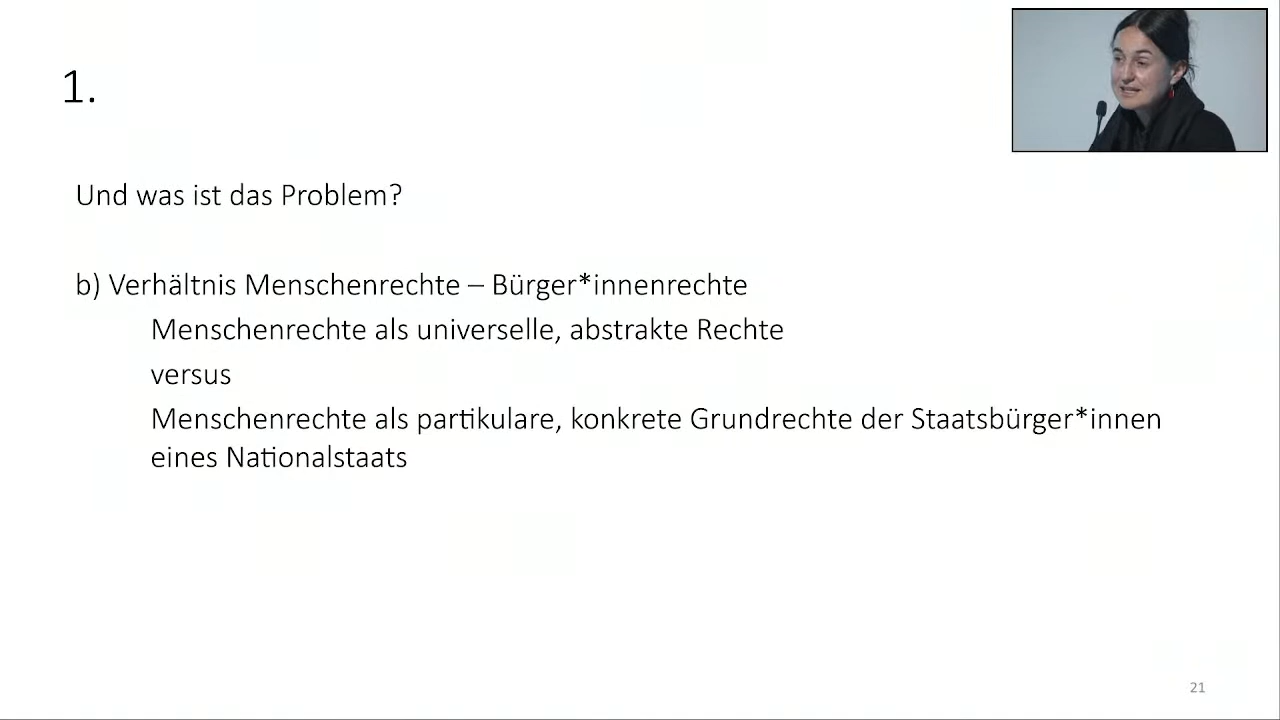 1.
Und was ist das Problem?
b) Verhältnis Menschenrechte – Bürger*innenrechte
Menschenrechte als universelle, abstrakte Rechte
versus
Menschenrechte als partikulare, konkrete Grundrechte der Staatsbürger*innen
eines Nationalstaats
21